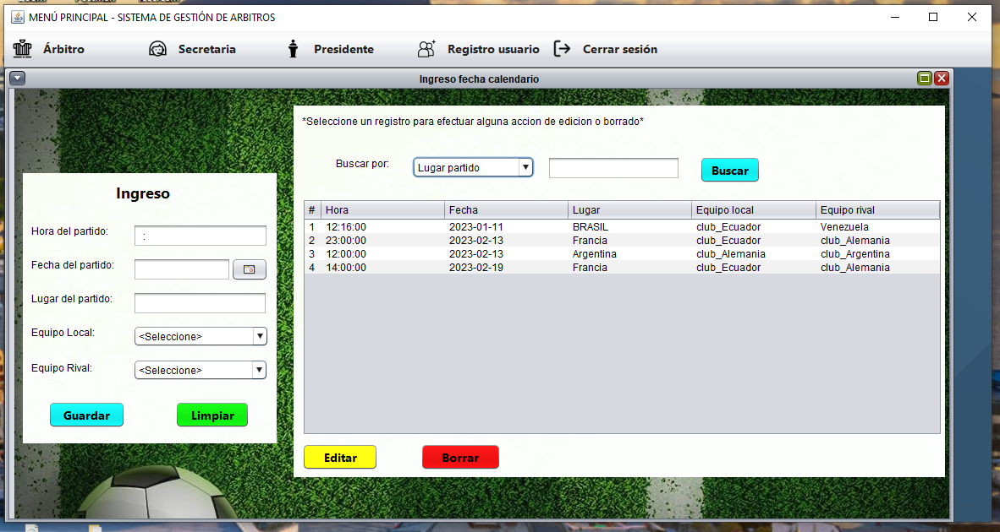 MENÚ PRINCIPAL - SISTEMA DE GESTIÓN DE ARBITROS
Árbitro Secretaria Presidente Registro usuario Cerrar sesión
Ingreso fecha calendario
*Seleccione un registro para efectuar alguna accion de edicion o borrado*
Buscar por: Lugar partido Buscar
Ingreso
Hora del partido: :
Fecha del partido:
Lugar del partido:
Equipo Local: <Seleccione>
Equipo Rival: <Seleccione>
Guardar Limpiar
# Hora Fecha Lugar Equipo local Equipo rival
1 12:16:00 2023-01-11 BRASIL club_Ecuador Venezuela
2 23:00:00 2023-02-13 Francia club_Ecuador club_Alemania
3 12:00:00 2023-02-13 Argentina club_Alemania club_Argentina
4 14:00:00 2023-02-19 Francia club_Ecuador club_Alemania
Editar Borrar